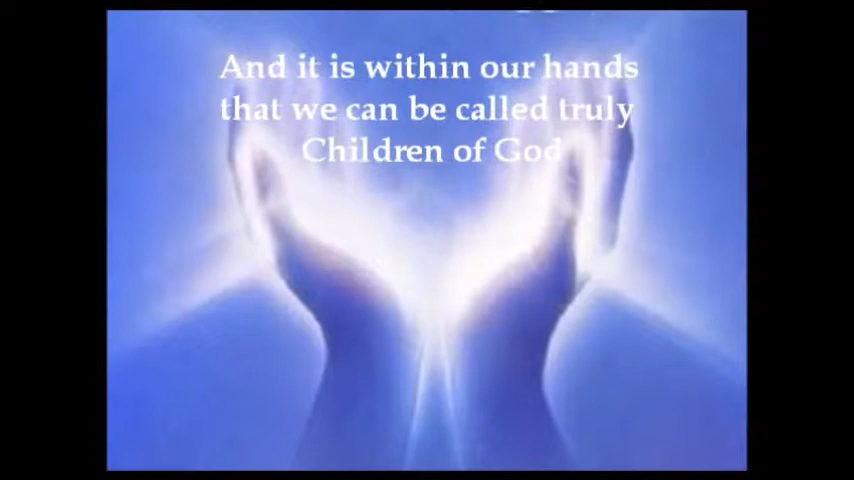 And it is within our hands
that we can be called truly
Children of God